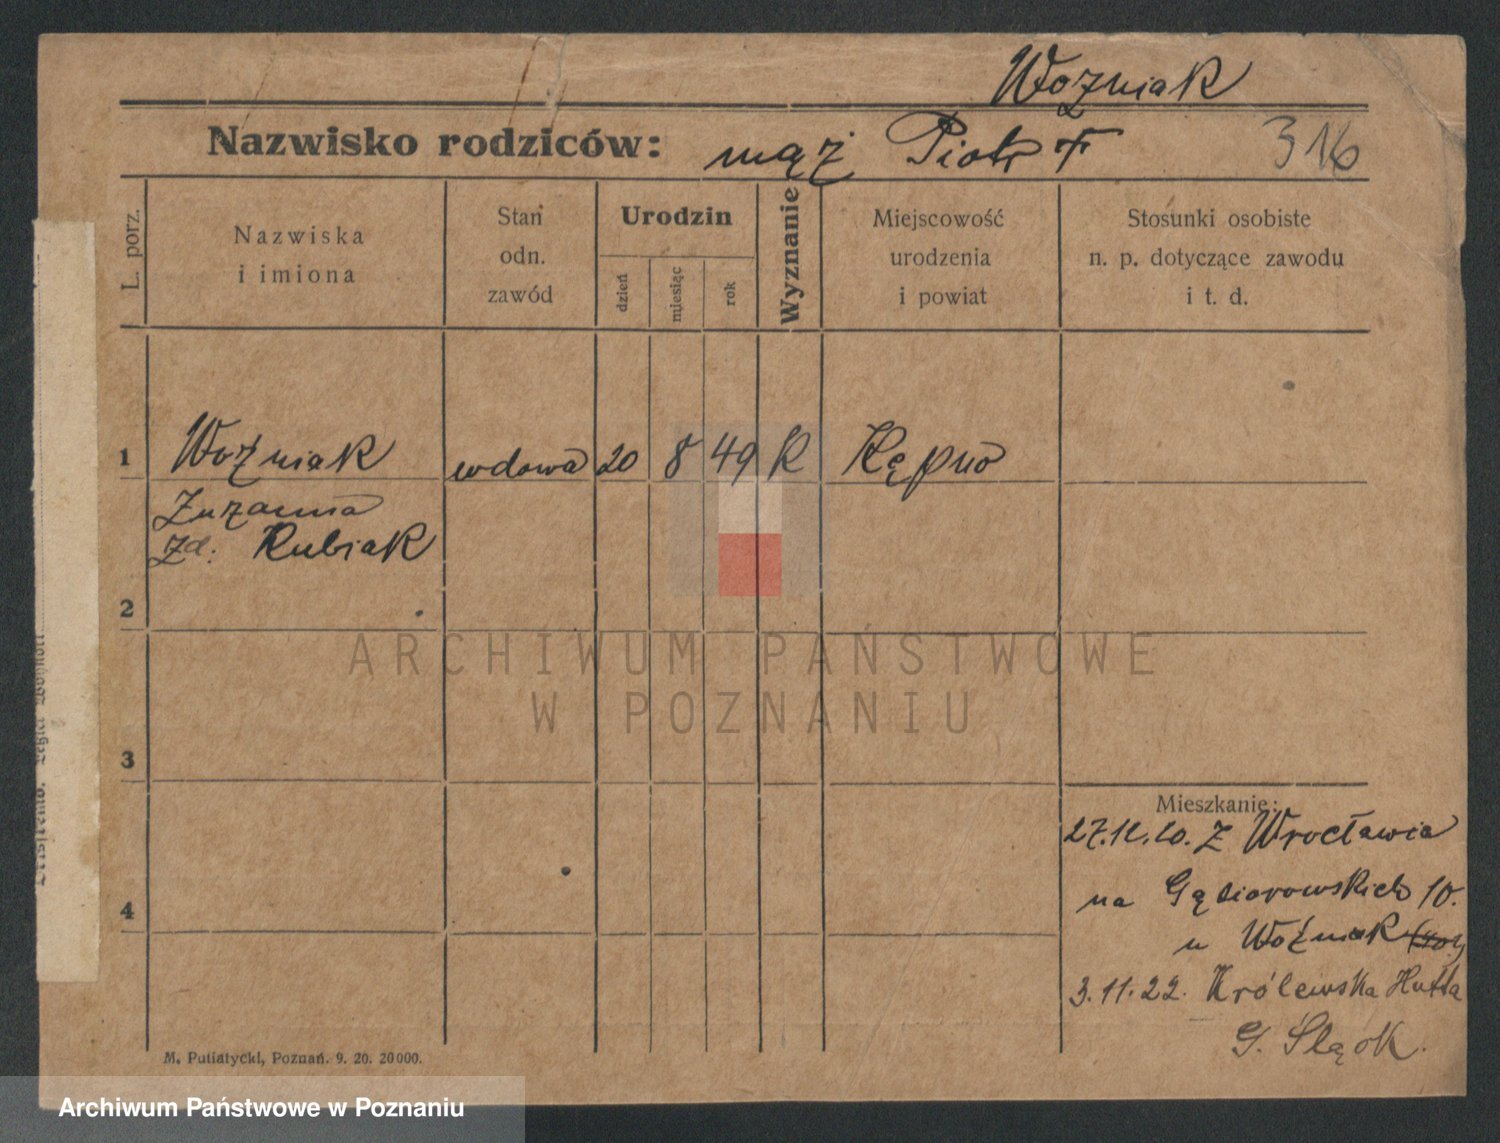 Woźniak
Nazwisko rodziców: mąż Piotr †
316
L. porz.
Nazwiska
i imiona
Stan
odn.
zawód
Urodzin
dzień
miesiąc
rok
Wyznanie
Miejscowość
urodzenia
i powiat
Stosunki osobiste
n. p. dotyczące zawodu
i t. d.
1 Woźniak wdowa 20 8 49 K Kępno
Zuzanna
zd. Kubiak
2
3
4
ARCHIWUM PAŃSTWOWE
W POZNANIU
Mieszkanie:
27.12.20. z Wrocławia
na Gąsiorowskich 10.
u Woźniak
3.11.22. Królewska Hutta
G. Śląsk.
M. Putiatycki, Poznań. 9. 20. 20000.
Archiwum Państwowe w Poznaniu